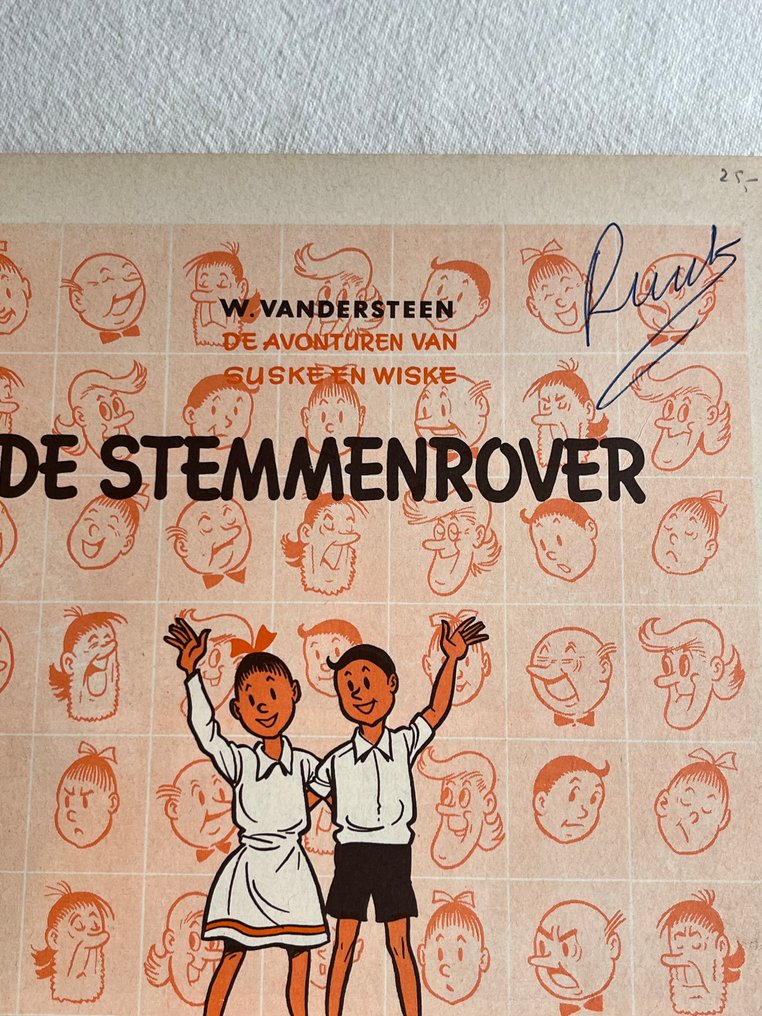 25,-
W. VANDERSTEEN
DE AVONTUREN VAN
SUSKE EN WISKE
DE STEMMENROVER